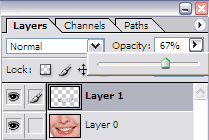 Layers Channels Paths
Normal Opacity: 67%
Lock:
Layer 1
Layer 0